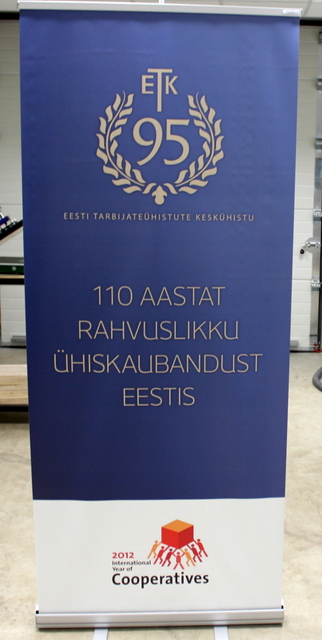 ETK
95
EESTI TARBIJATEÜHISTUTE KESKÜHISTU
110 AASTAT
RAHVUSLIKKU
ÜHISKAUBANDUST
EESTIS
2012
International
Year of
Cooperatives